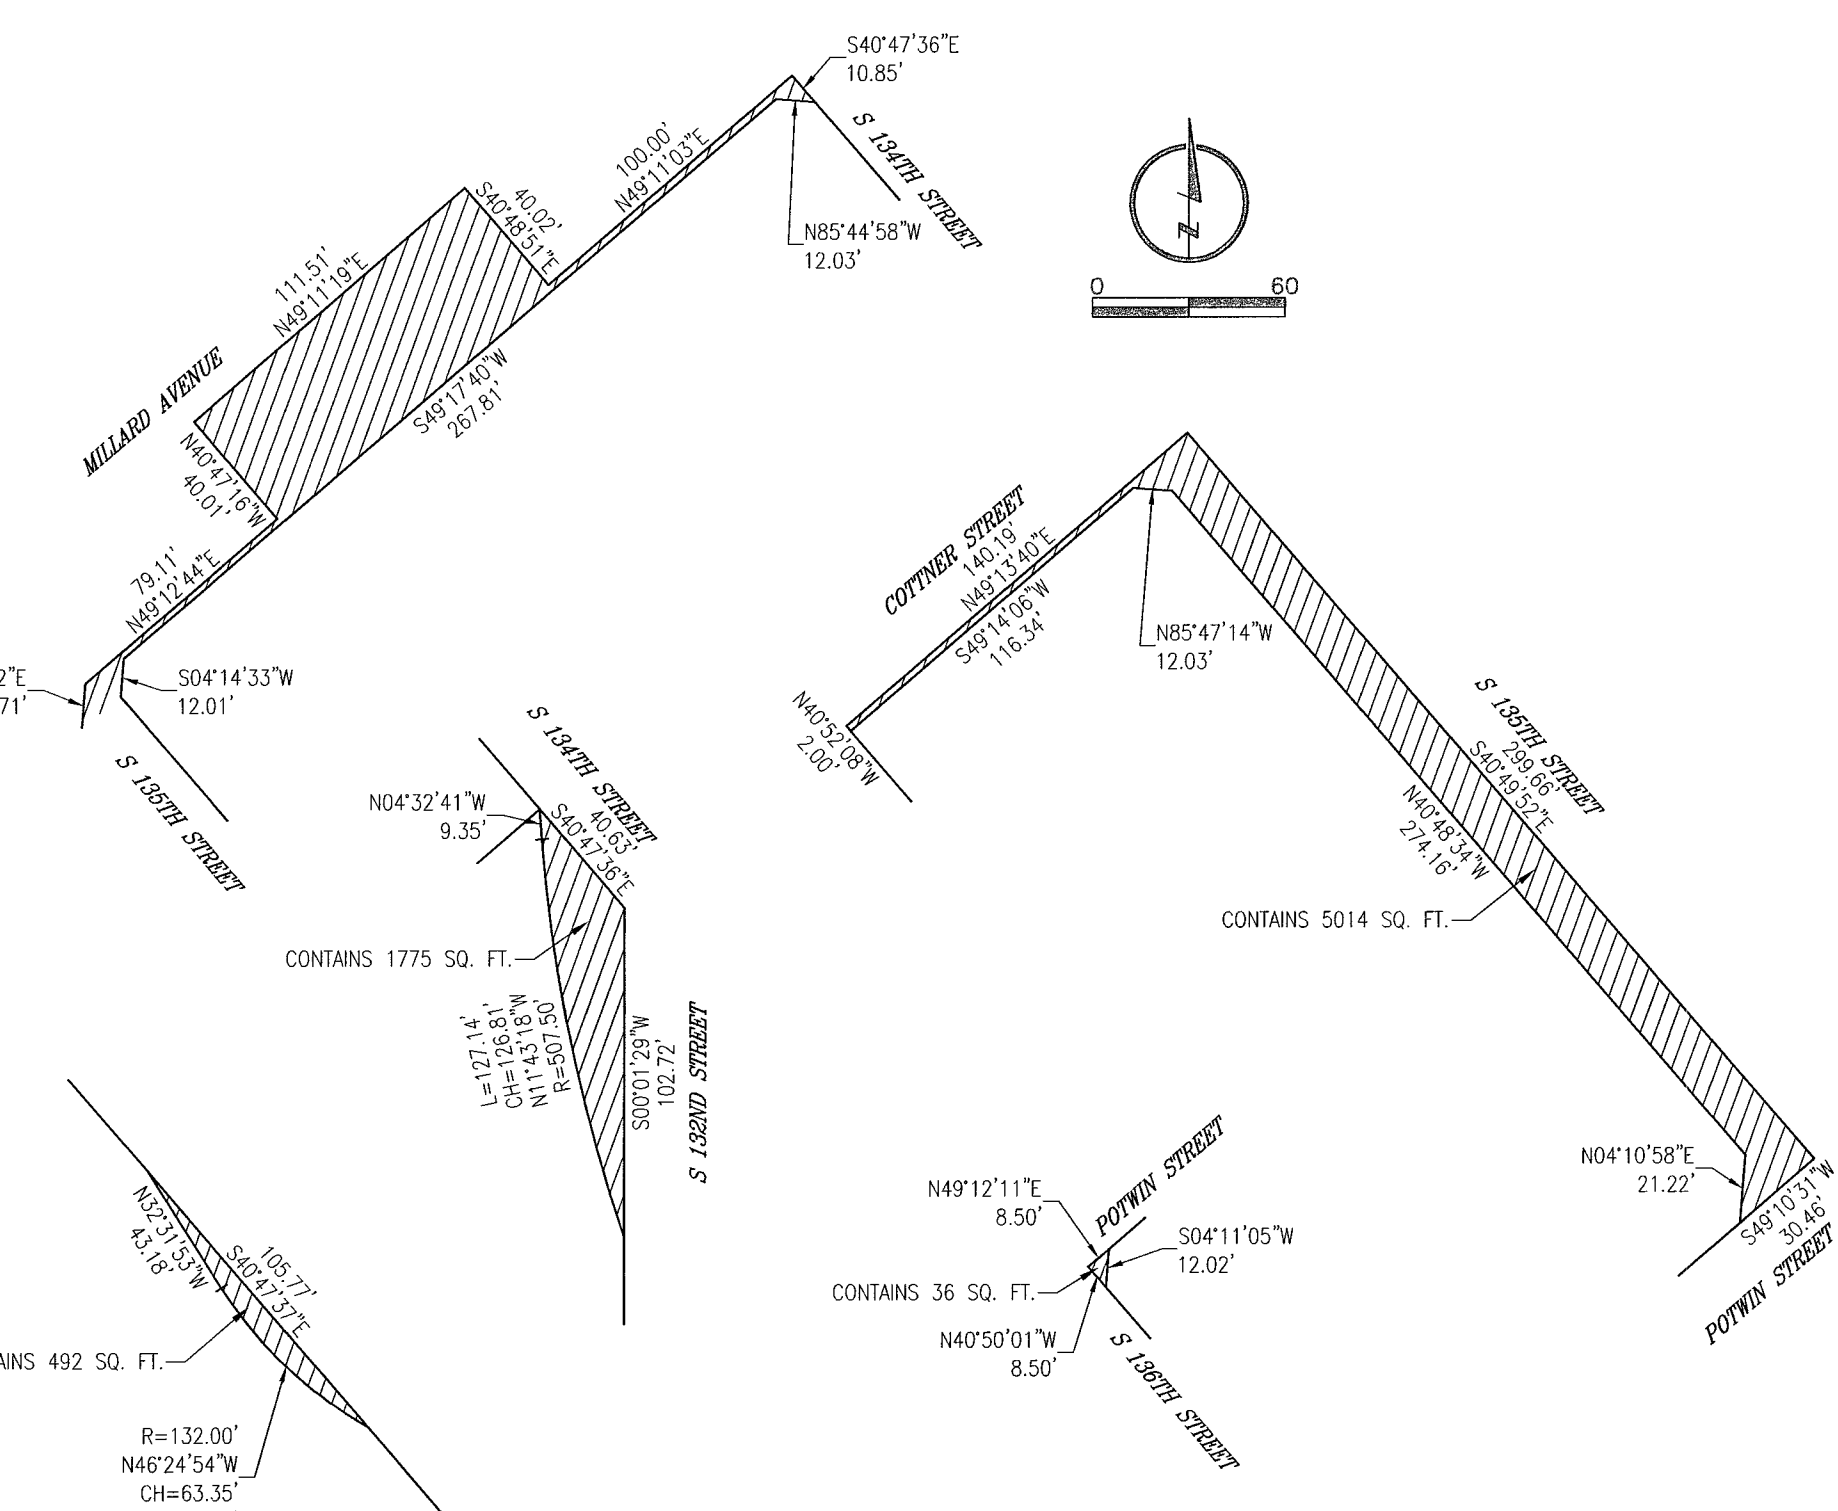 S40°47'36"E
10.85'
S 134TH STREET
100.00'
N49°11'03"E
N85°44'58"W
12.03'
40.02'
S40°48'51"E
111.51'
N49°11'19"E
MILLARD AVENUE
S49°17'40"W
267.81'
N40°47'16"W
40.01'
79.11'
N49°12'44"E
2"E
71'
S04°14'33"W
12.01'
S 135TH STREET
N
0 60
COTTNER STREET
140.19'
N49°13'40"E
S49°14'06"W
116.34'
N85°47'14"W
12.03'
N40°52'08"W
2.00'
S 135TH STREET
299.66'
S40°49'52"E
N40°48'34"W
274.16'
CONTAINS 5014 SQ. FT.
N04°10'58"E
21.22'
S49°10'31"W
30.46'
POTWIN STREET
S 134TH STREET
40.63'
S40°47'36"E
N04°32'41"W
9.35'
CONTAINS 1775 SQ. FT.
L=127.14'
CH=126.81'
N11°43'18"W
R=507.50'
S00°01'29"W
102.72'
S 132ND STREET
N32°31'53"W
43.18'
105.77'
S40°47'37"E
AINS 492 SQ. FT.
R=132.00'
N46°24'54"W
CH=63.35'
N49°12'11"E
8.50'
POTWIN STREET
S04°11'05"W
12.02'
CONTAINS 36 SQ. FT.
N40°50'01"W
8.50'
S 136TH STREET